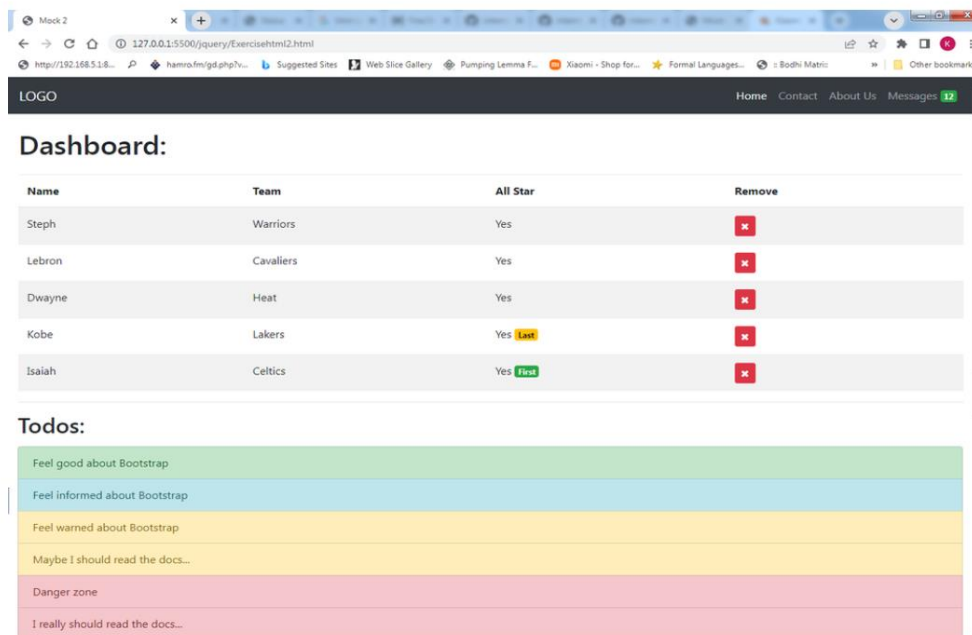 Mock 2
127.0.0.1:5500/jquery/Exercisehtml2.html
http://192.168.5.1:8... hamro.fm/gd.php?v... Suggested Sites Web Slice Gallery Pumping Lemma F... Xiaomi - Shop for... Formal Languages... :: Bodhi Matri:: » Other bookmark
LOGO Home Contact About Us Messages 12
Dashboard:
Name Team All Star Remove
Steph Warriors Yes
Lebron Cavaliers Yes
Dwayne Heat Yes
Kobe Lakers Yes Last
Isaiah Celtics Yes First
Todos:
Feel good about Bootstrap
Feel informed about Bootstrap
Feel warned about Bootstrap
Maybe I should read the docs...
Danger zone
I really should read the docs...